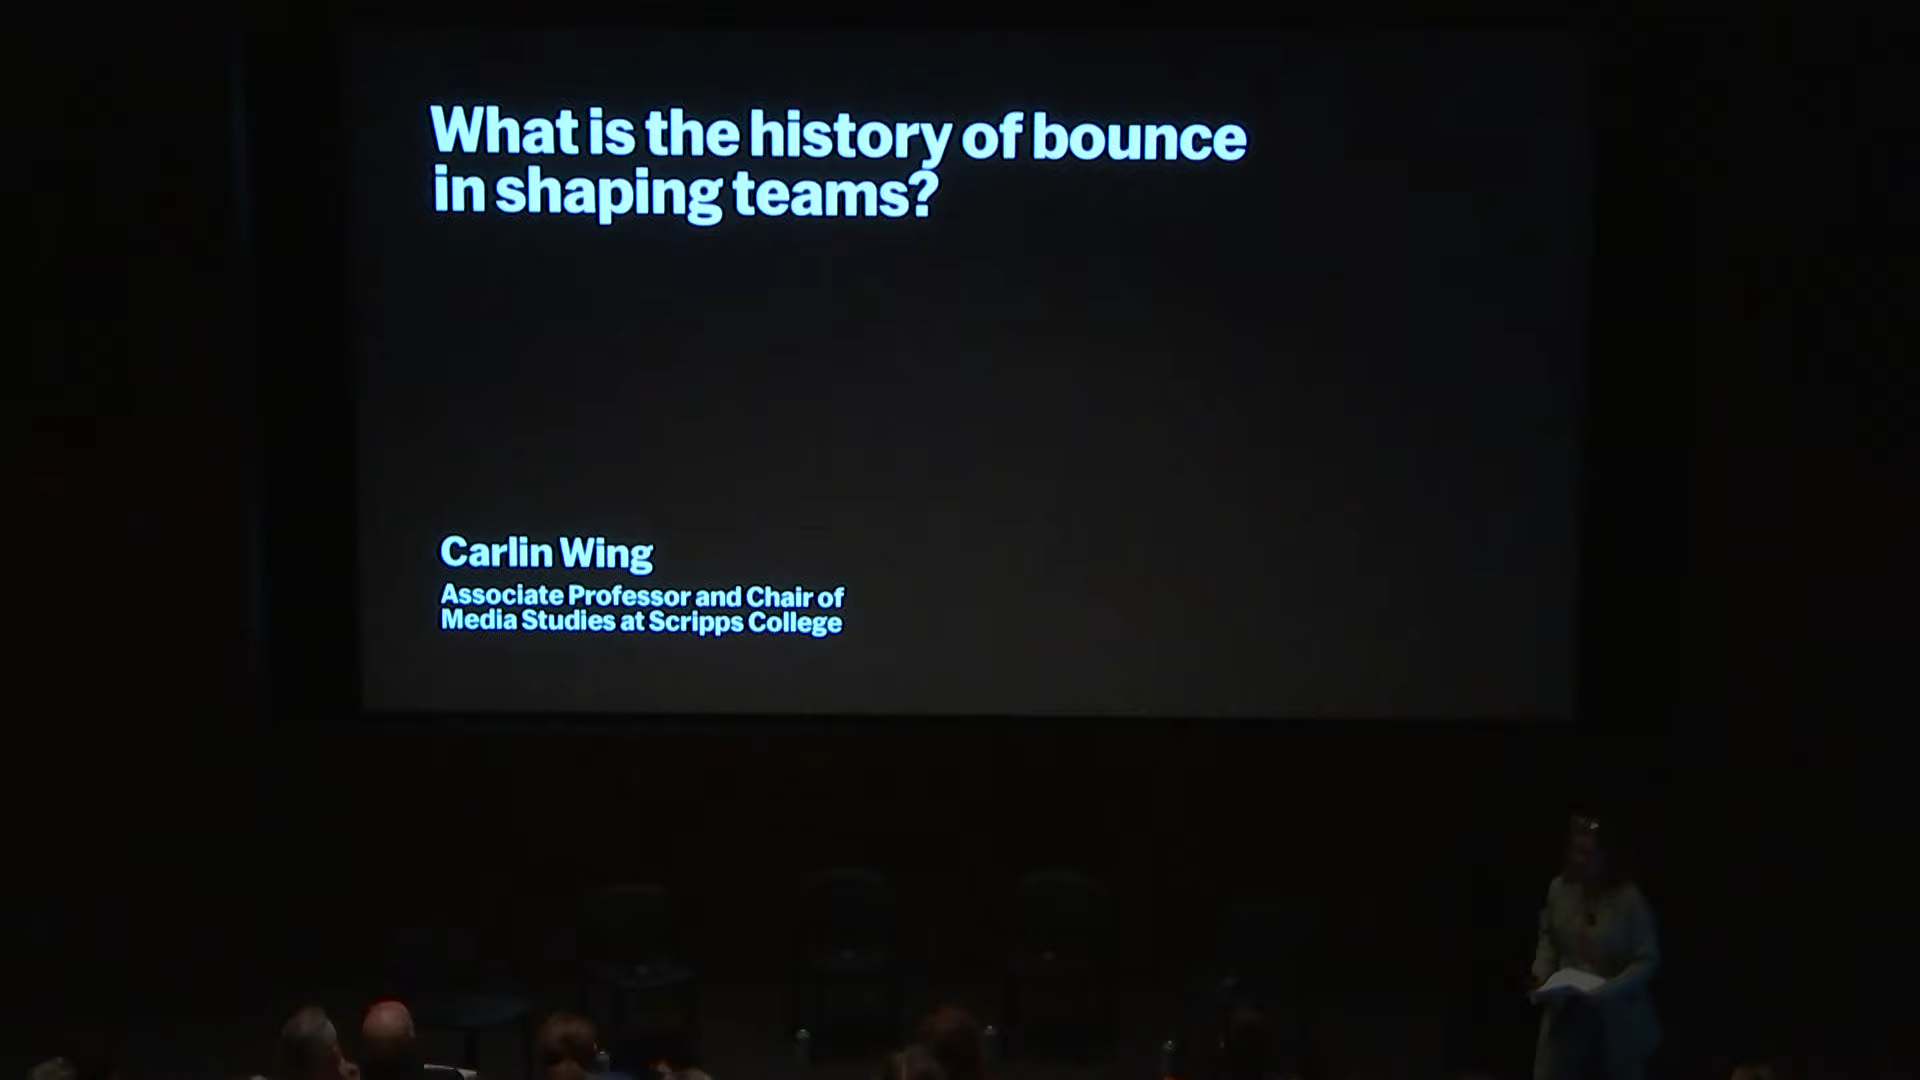 What is the history of bounce
in shaping teams?
Carlin Wing
Associate Professor and Chair of
Media Studies at Scripps College